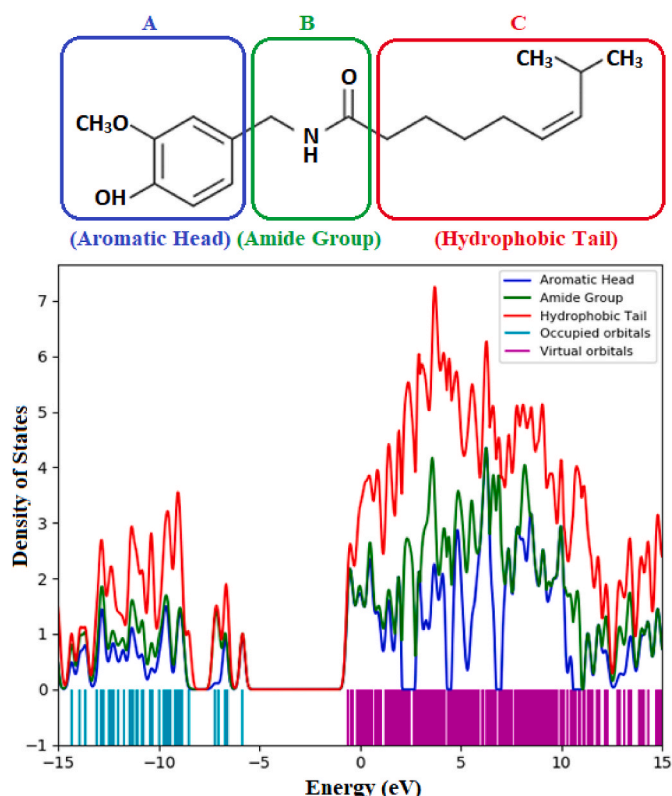 A B C
CH₃ CH₃
O
CH₃O
N
H
OH
(Aromatic Head) (Amide Group) (Hydrophobic Tail)
Aromatic Head
Amide Group
Hydrophobic Tail
Occupied orbitals
Virtual orbitals
7
6
5
4
3
2
1
0
−1
Density of States
−15 −10 −5 0 5 10 15
Energy (eV)